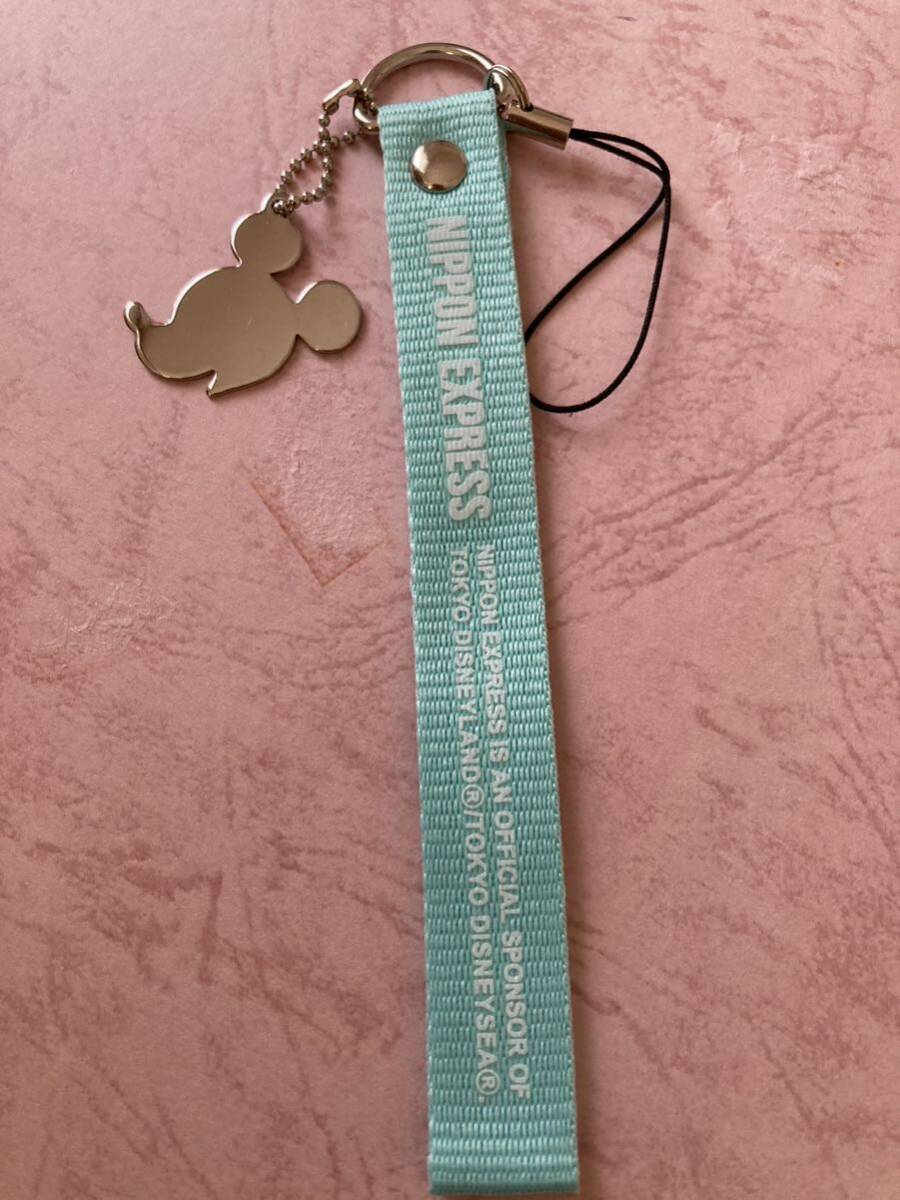 NIPPON EXPRESS
NIPPON EXPRESS IS AN OFFICIAL SPONSOR OF
TOKYO DISNEYLAND®/TOKYO DISNEYSEA®.